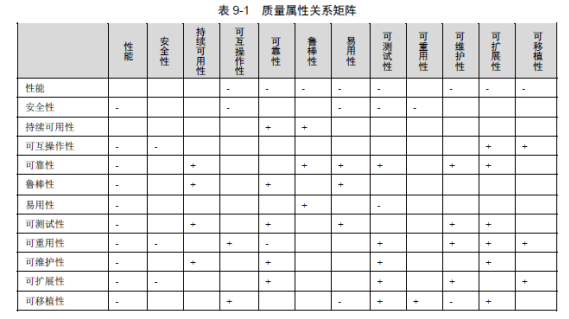 表 9-1 质量属性关系矩阵
性能 安全性 持续可用性 可互操作性 可靠性 鲁棒性 易用性 可测试性 可重用性 可维护性 可扩展性 可移植性
性能 - - - - - - - -
安全性 - - - - -
持续可用性 + +
可互操作性 - - + +
可靠性 - + + + + + +
鲁棒性 - + + +
易用性 - + -
可测试性 - + + + + +
可重用性 - - + - + + + +
可维护性 - + + + +
可扩展性 - - + + + +
可移植性 - + - + + - +